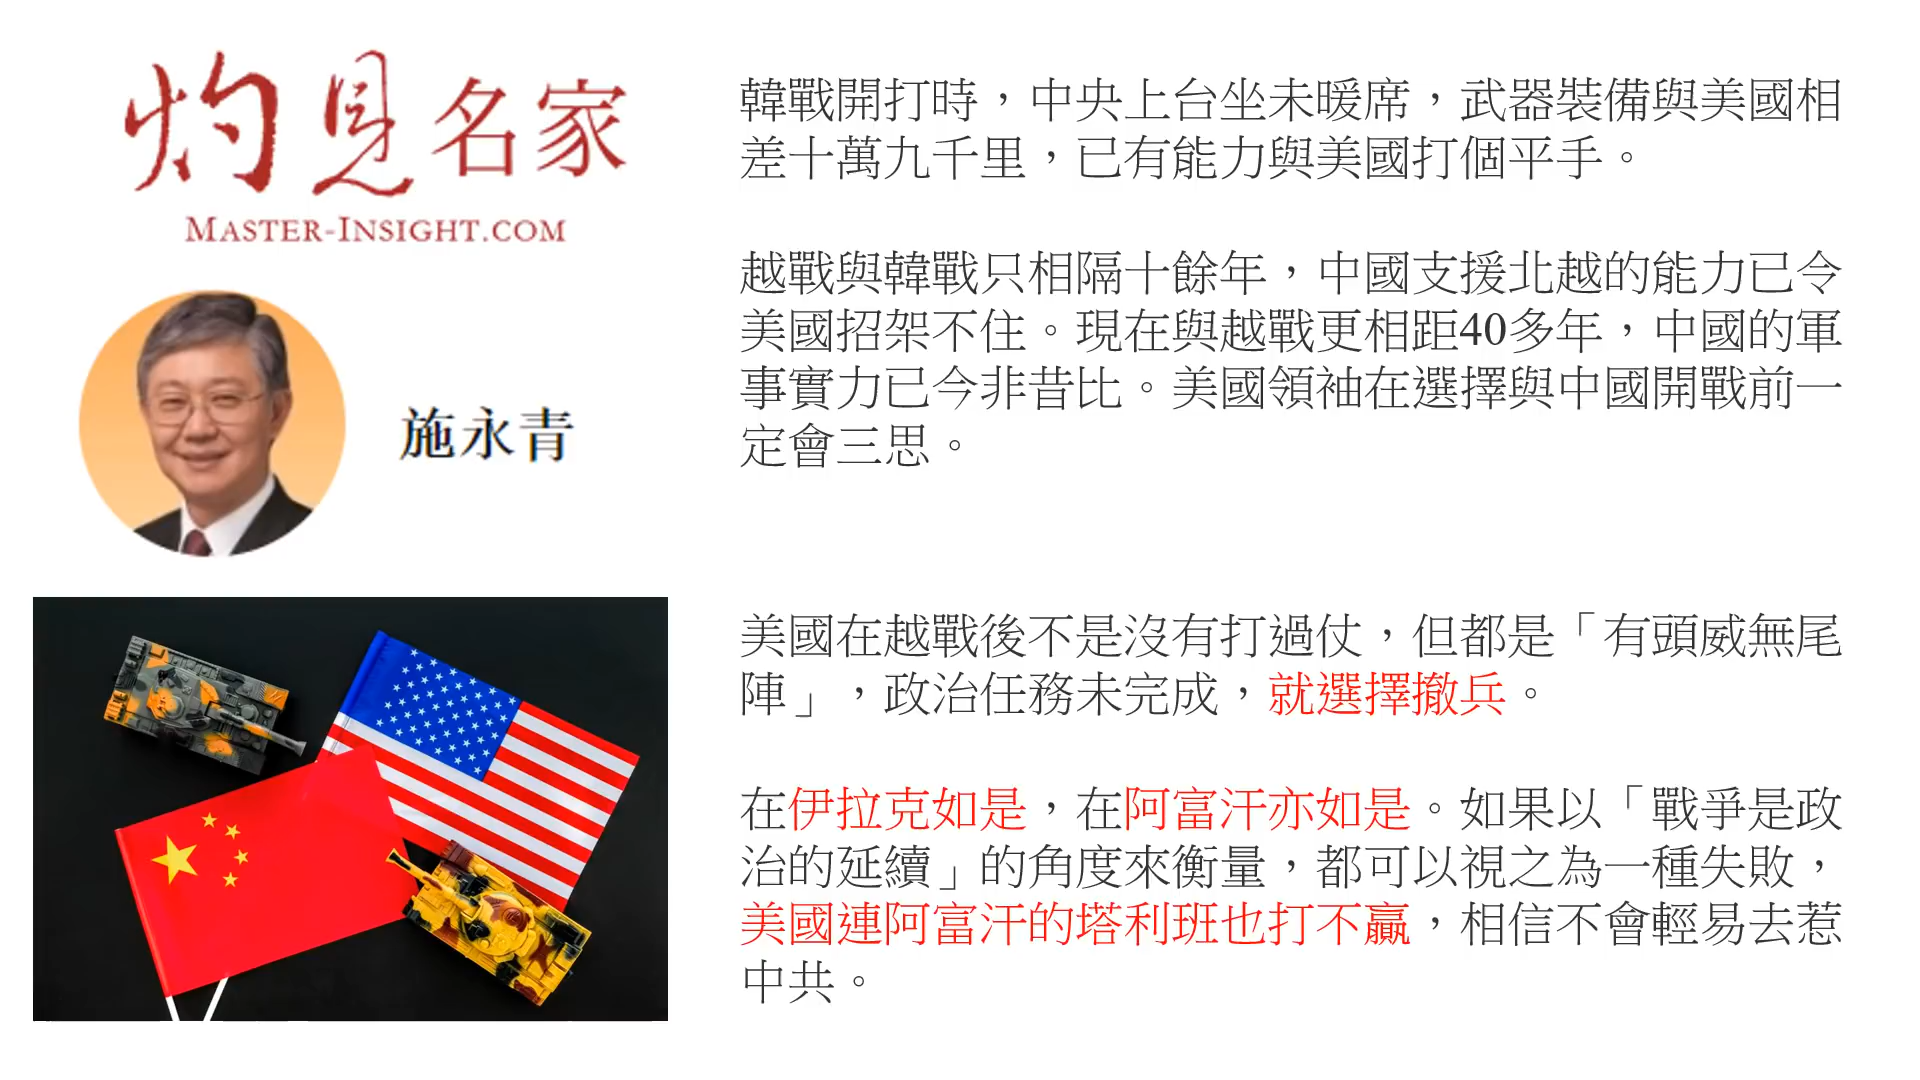 灼見名家
MASTER-INSIGHT.COM
施永青
韓戰開打時，中央上台坐未暖席，武器裝備與美國相
差十萬九千里，已有能力與美國打個平手。
越戰與韓戰只相隔十餘年，中國支援北越的能力已令
美國招架不住。現在與越戰更相距40多年，中國的軍
事實力已今非昔比。美國領袖在選擇與中國開戰前一
定會三思。
美國在越戰後不是沒有打過仗，但都是「有頭威無尾
陣」，政治任務未完成，就選擇撤兵。
在伊拉克如是，在阿富汗亦如是。如果以「戰爭是政
治的延續」的角度來衡量，都可以視之為一種失敗，
美國連阿富汗的塔利班也打不贏，相信不會輕易去惹
中共。